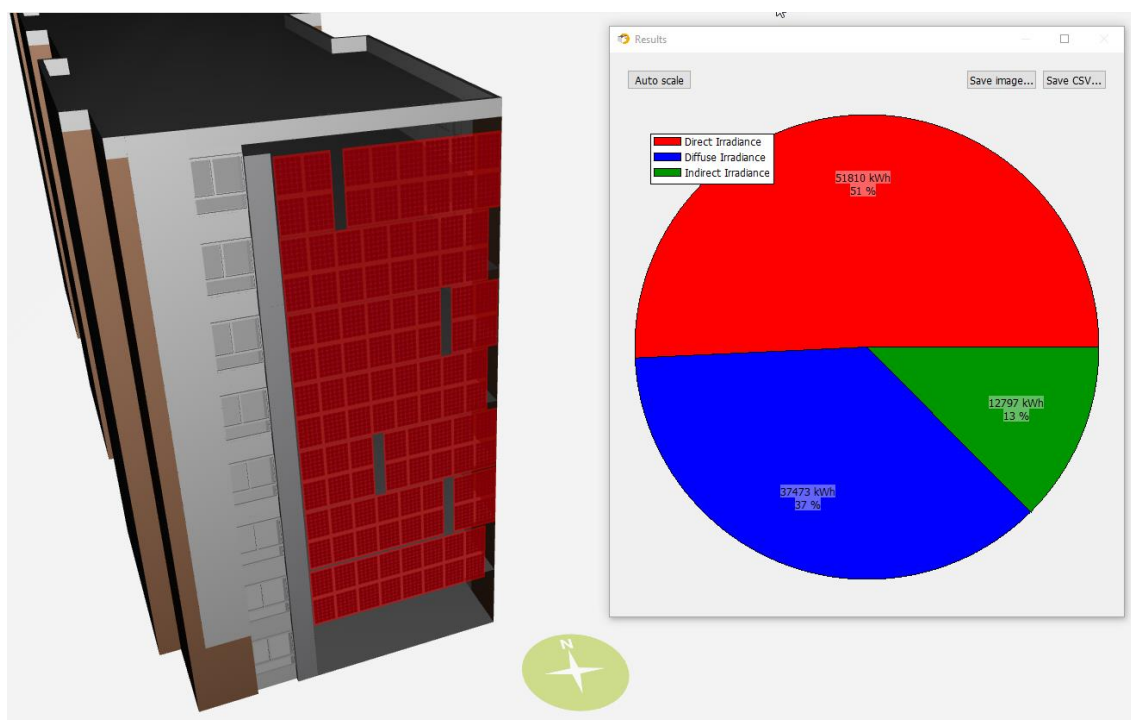 Results
Auto scale
Save image...
Save CSV...
Direct Irradiance
Diffuse Irradiance
Indirect Irradiance
51810 kWh
51 %
12797 kWh
13 %
37473 kWh
37 %
N